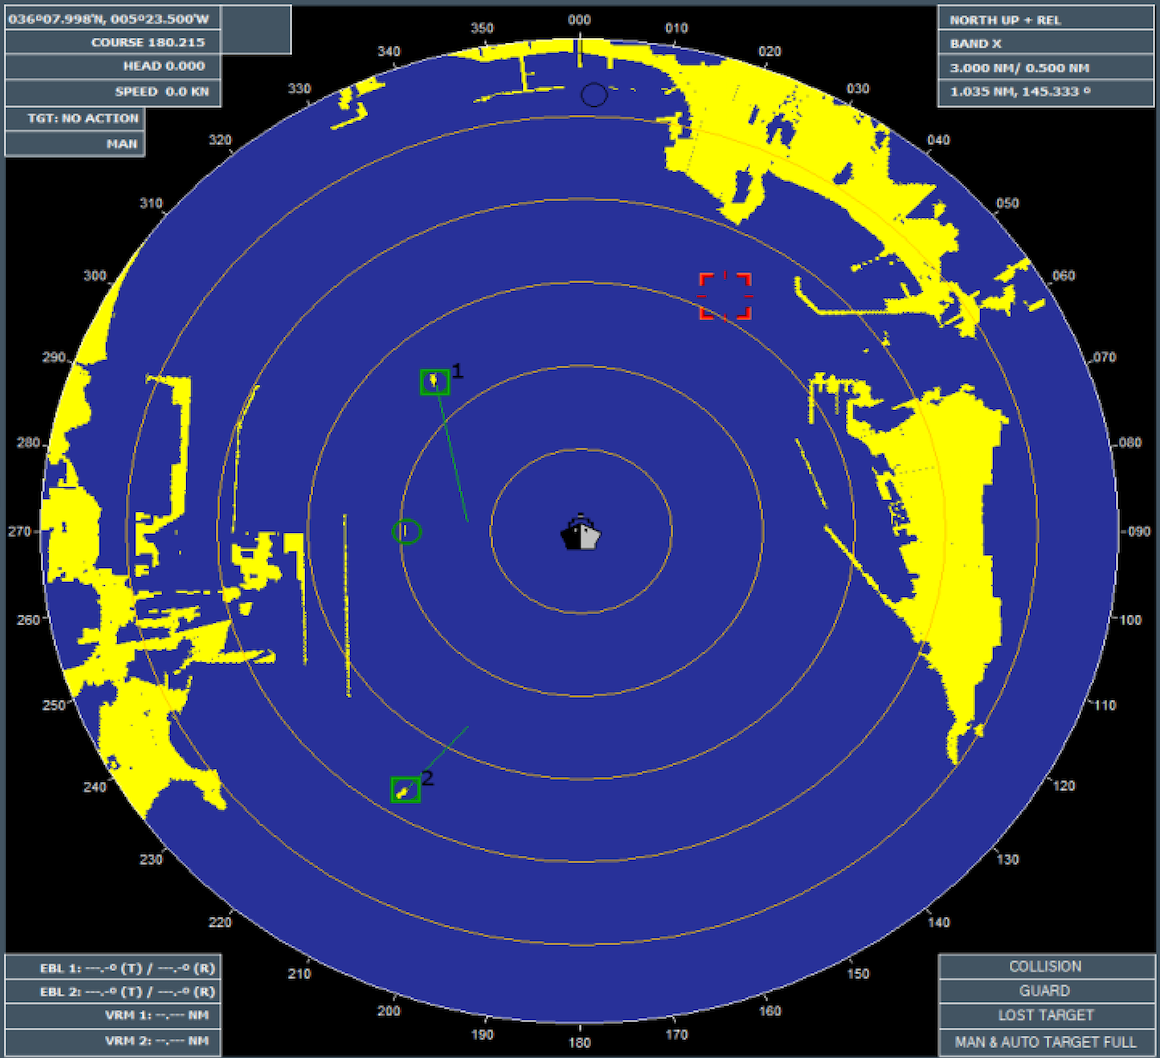 036º07.998'N, 005º23.500'W
COURSE 180.215
HEAD 0.000
SPEED 0.0 KN
TGT: NO ACTION
MAN
NORTH UP + REL
BAND X
3.000 NM/ 0.500 NM
1.035 NM, 145.333 º
000
010
020
030
040
050
060
070
080
090
100
110
120
130
140
150
160
170
180
190
200
210
220
230
240
250
260
270
280
290
300
310
320
330
340
350
1
2
EBL 1: ---.-º (T) / ---.-º (R)
EBL 2: ---.-º (T) / ---.-º (R)
VRM 1: --.--- NM
VRM 2: --.--- NM
COLLISION
GUARD
LOST TARGET
MAN & AUTO TARGET FULL